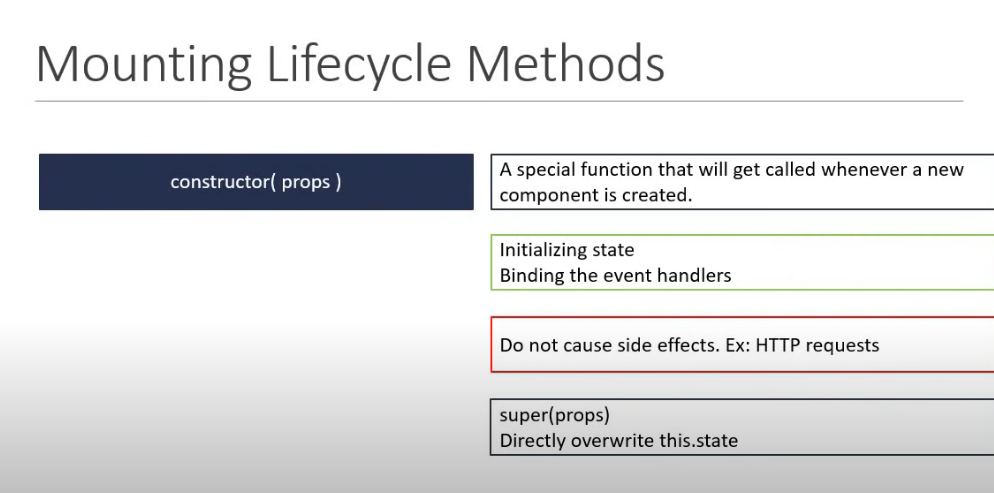 Mounting Lifecycle Methods
constructor( props )
A special function that will get called whenever a new
component is created.
Initializing state
Binding the event handlers
Do not cause side effects. Ex: HTTP requests
super(props)
Directly overwrite this.state